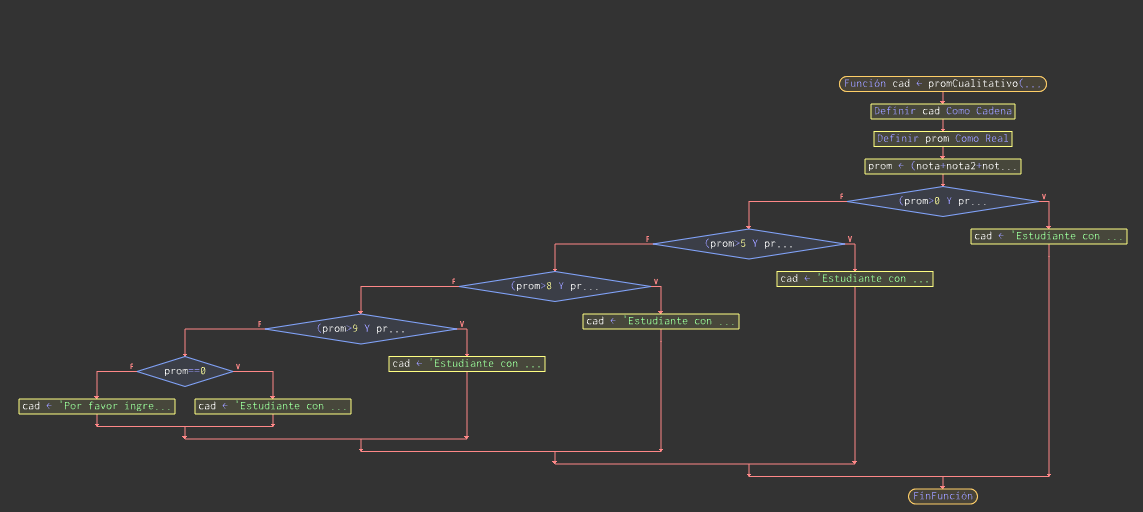 Función cad ← promCualitativo(...
Definir cad Como Cadena
Definir prom Como Real
prom ← (nota+nota2+not...
F
(prom>0 Y pr...
V
cad ← 'Estudiante con ...
F
(prom>5 Y pr...
V
cad ← 'Estudiante con ...
F
(prom>8 Y pr...
V
cad ← 'Estudiante con ...
F
(prom>9 Y pr...
V
cad ← 'Estudiante con ...
F
prom==0
V
cad ← 'Por favor ingre...
cad ← 'Estudiante con ...
FinFunción